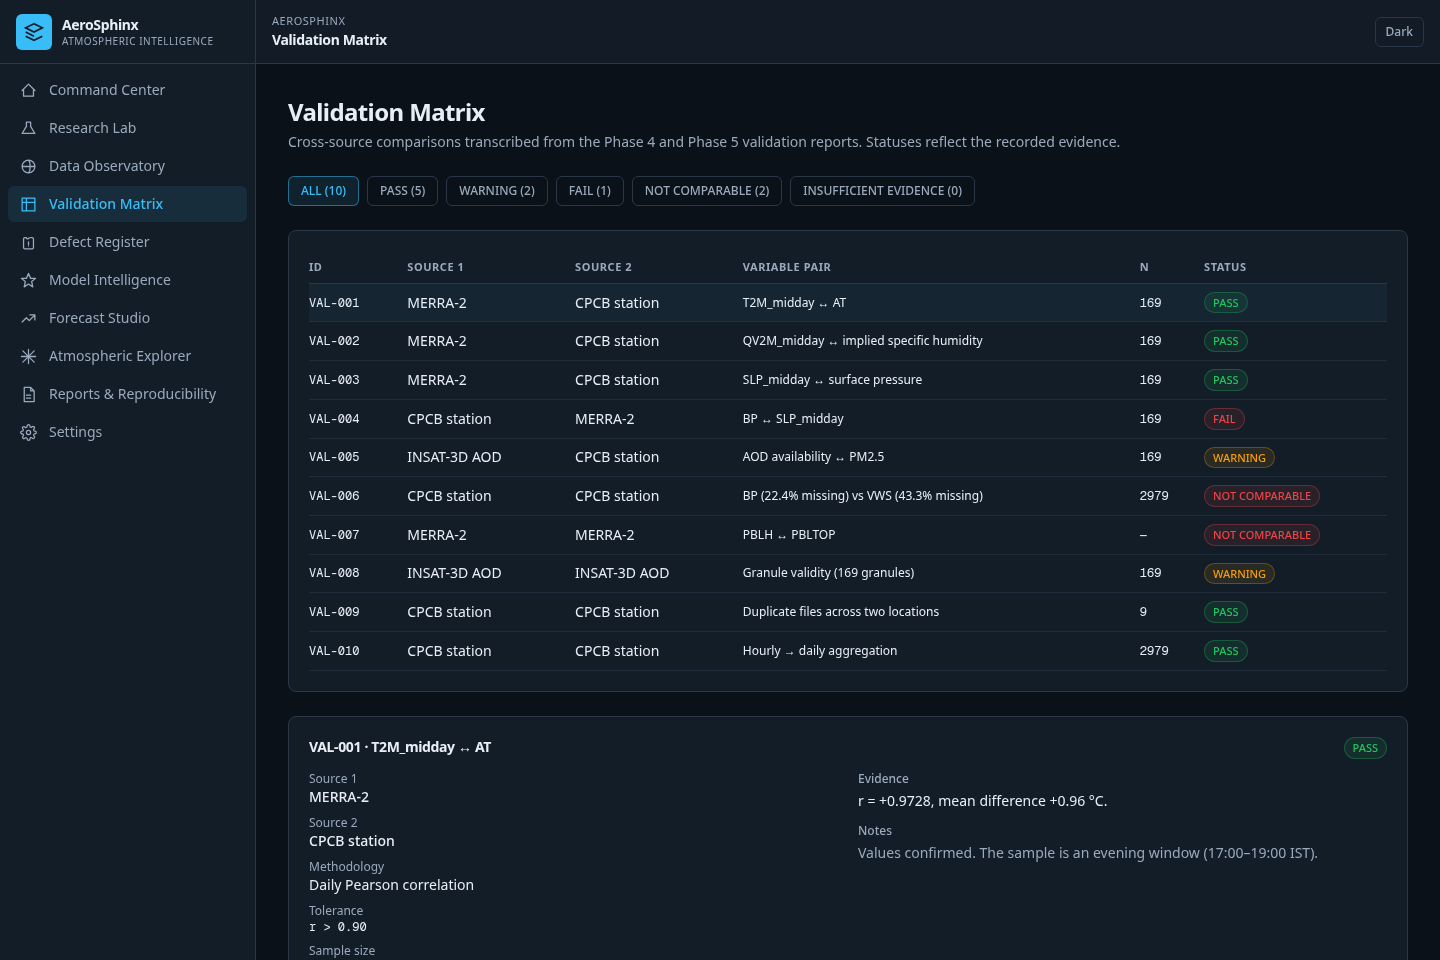 AeroSphinx
ATMOSPHERIC INTELLIGENCE
Command Center
Research Lab
Data Observatory
Validation Matrix
Defect Register
Model Intelligence
Forecast Studio
Atmospheric Explorer
Reports & Reproducibility
Settings
AEROSPHINX
Validation Matrix
Dark
Validation Matrix
Cross-source comparisons transcribed from the Phase 4 and Phase 5 validation reports. Statuses reflect the recorded evidence.
ALL (10) PASS (5) WARNING (2) FAIL (1) NOT COMPARABLE (2) INSUFFICIENT EVIDENCE (0)
ID SOURCE 1 SOURCE 2 VARIABLE PAIR N STATUS
VAL-001 MERRA-2 CPCB station T2M_midday ↔ AT 169 PASS
VAL-002 MERRA-2 CPCB station QV2M_midday ↔ implied specific humidity 169 PASS
VAL-003 MERRA-2 CPCB station SLP_midday ↔ surface pressure 169 PASS
VAL-004 CPCB station MERRA-2 BP ↔ SLP_midday 169 FAIL
VAL-005 INSAT-3D AOD CPCB station AOD availability ↔ PM2.5 169 WARNING
VAL-006 CPCB station CPCB station BP (22.4% missing) vs VWS (43.3% missing) 2979 NOT COMPARABLE
VAL-007 MERRA-2 MERRA-2 PBLH ↔ PBLTOP – NOT COMPARABLE
VAL-008 INSAT-3D AOD INSAT-3D AOD Granule validity (169 granules) 169 WARNING
VAL-009 CPCB station CPCB station Duplicate files across two locations 9 PASS
VAL-010 CPCB station CPCB station Hourly → daily aggregation 2979 PASS
VAL-001 · T2M_midday ↔ AT PASS
Source 1
MERRA-2
Source 2
CPCB station
Methodology
Daily Pearson correlation
Tolerance
r > 0.90
Sample size
Evidence
r = +0.9728, mean difference +0.96 °C.
Notes
Values confirmed. The sample is an evening window (17:00–19:00 IST).